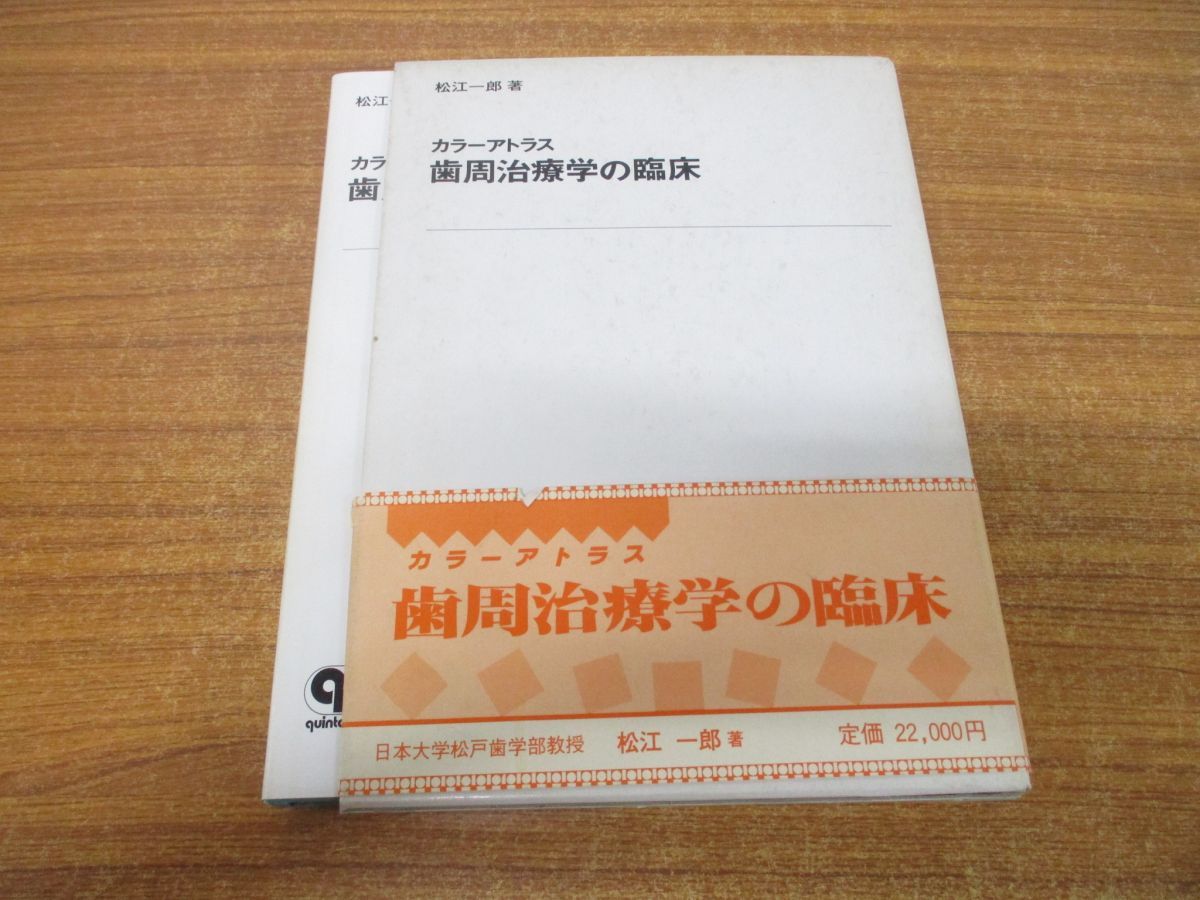 松江一郎 著
カラーアトラス
歯周治療学の臨床
松江
カラ
歯
カラーアトラス
歯周治療学の臨床
日本大学松戸歯学部教授 松江 一郎 著 定価 22,000円
quint